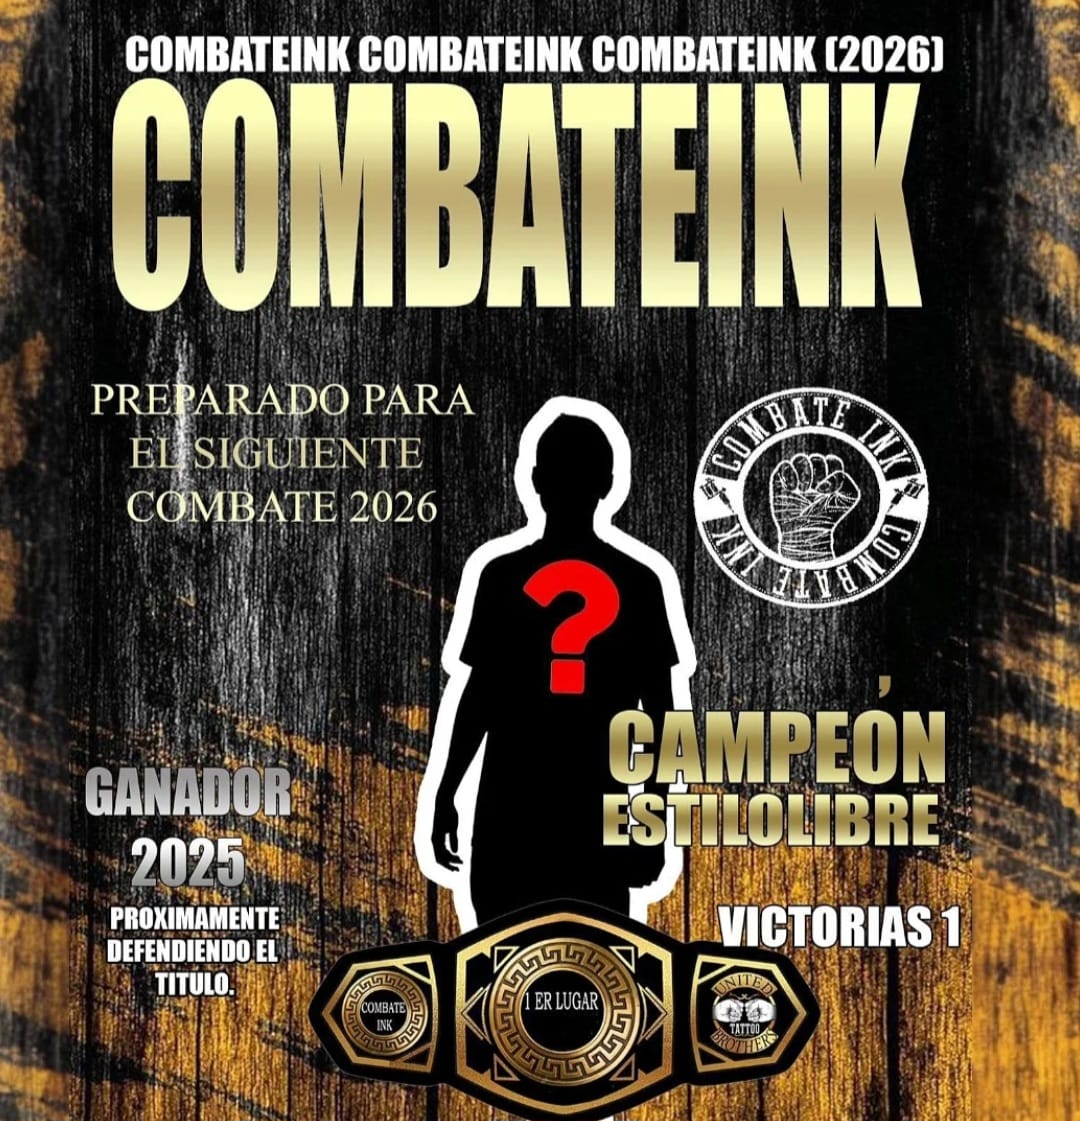 COMBATEINK COMBATEINK COMBATEINK (2026)
COMBATEINK
PREPARADO PARA
EL SIGUIENTE
COMBATE 2026
COMBATE INK
COMBATE INK
?
CAMPEÓN
ESTILOLIBRE
GANADOR
2025
PROXIMAMENTE
DEFENDIENDO EL
TITULO.
VICTORIAS 1
COMBATE
INK
1 ER LUGAR
UNITED
TATTOO
BROTHERS